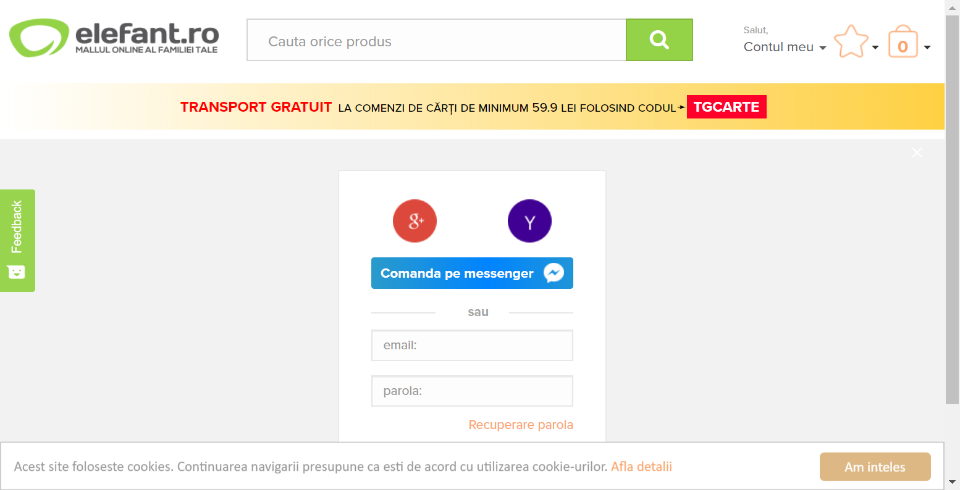 elefant.ro
MALLUL ONLINE AL FAMILIEI TALE
Cauta orice produs
Salut,
Contul meu
0
TRANSPORT GRATUIT LA COMENZI DE CĂRȚI DE MINIMUM 59.9 LEI FOLOSIND CODUL TGCARTE
Feedback
g+
Y
Comanda pe messenger
sau
email:
parola:
Recuperare parola
Acest site foloseste cookies. Continuarea navigarii presupune ca esti de acord cu utilizarea cookie-urilor. Afla detalii
Am inteles